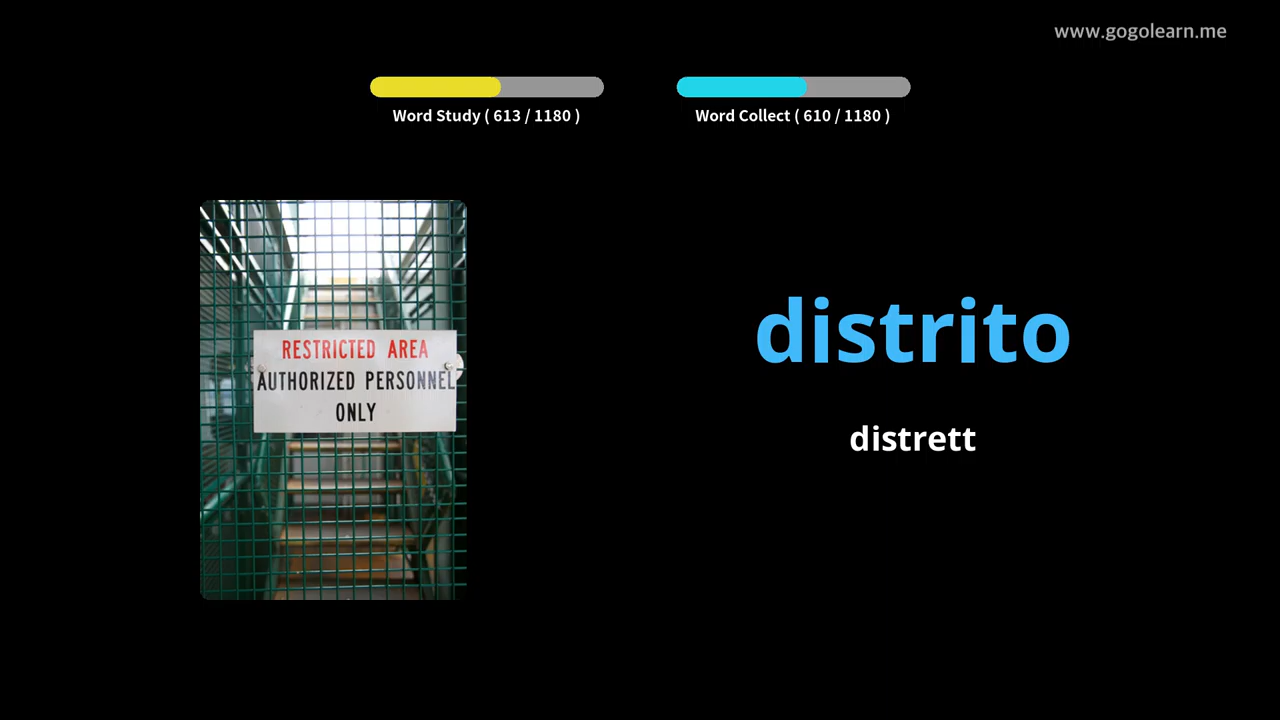 www.gogolearn.me
Word Study ( 613 / 1180 )
Word Collect ( 610 / 1180 )
RESTRICTED AREA
AUTHORIZED PERSONNEL
ONLY
distrito
distrett